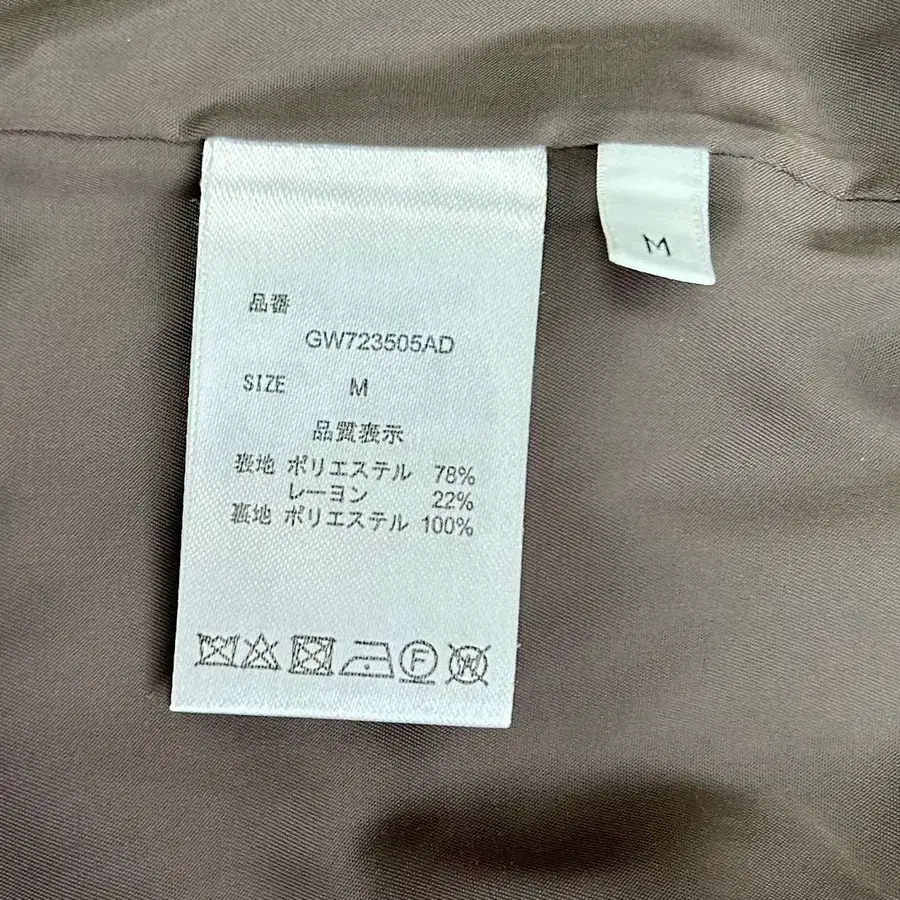 品番
GW723505AD
SIZE M
品質表示
表地 ポリエステル 78%
レーヨン 22%
裏地 ポリエステル 100%
F
W
M